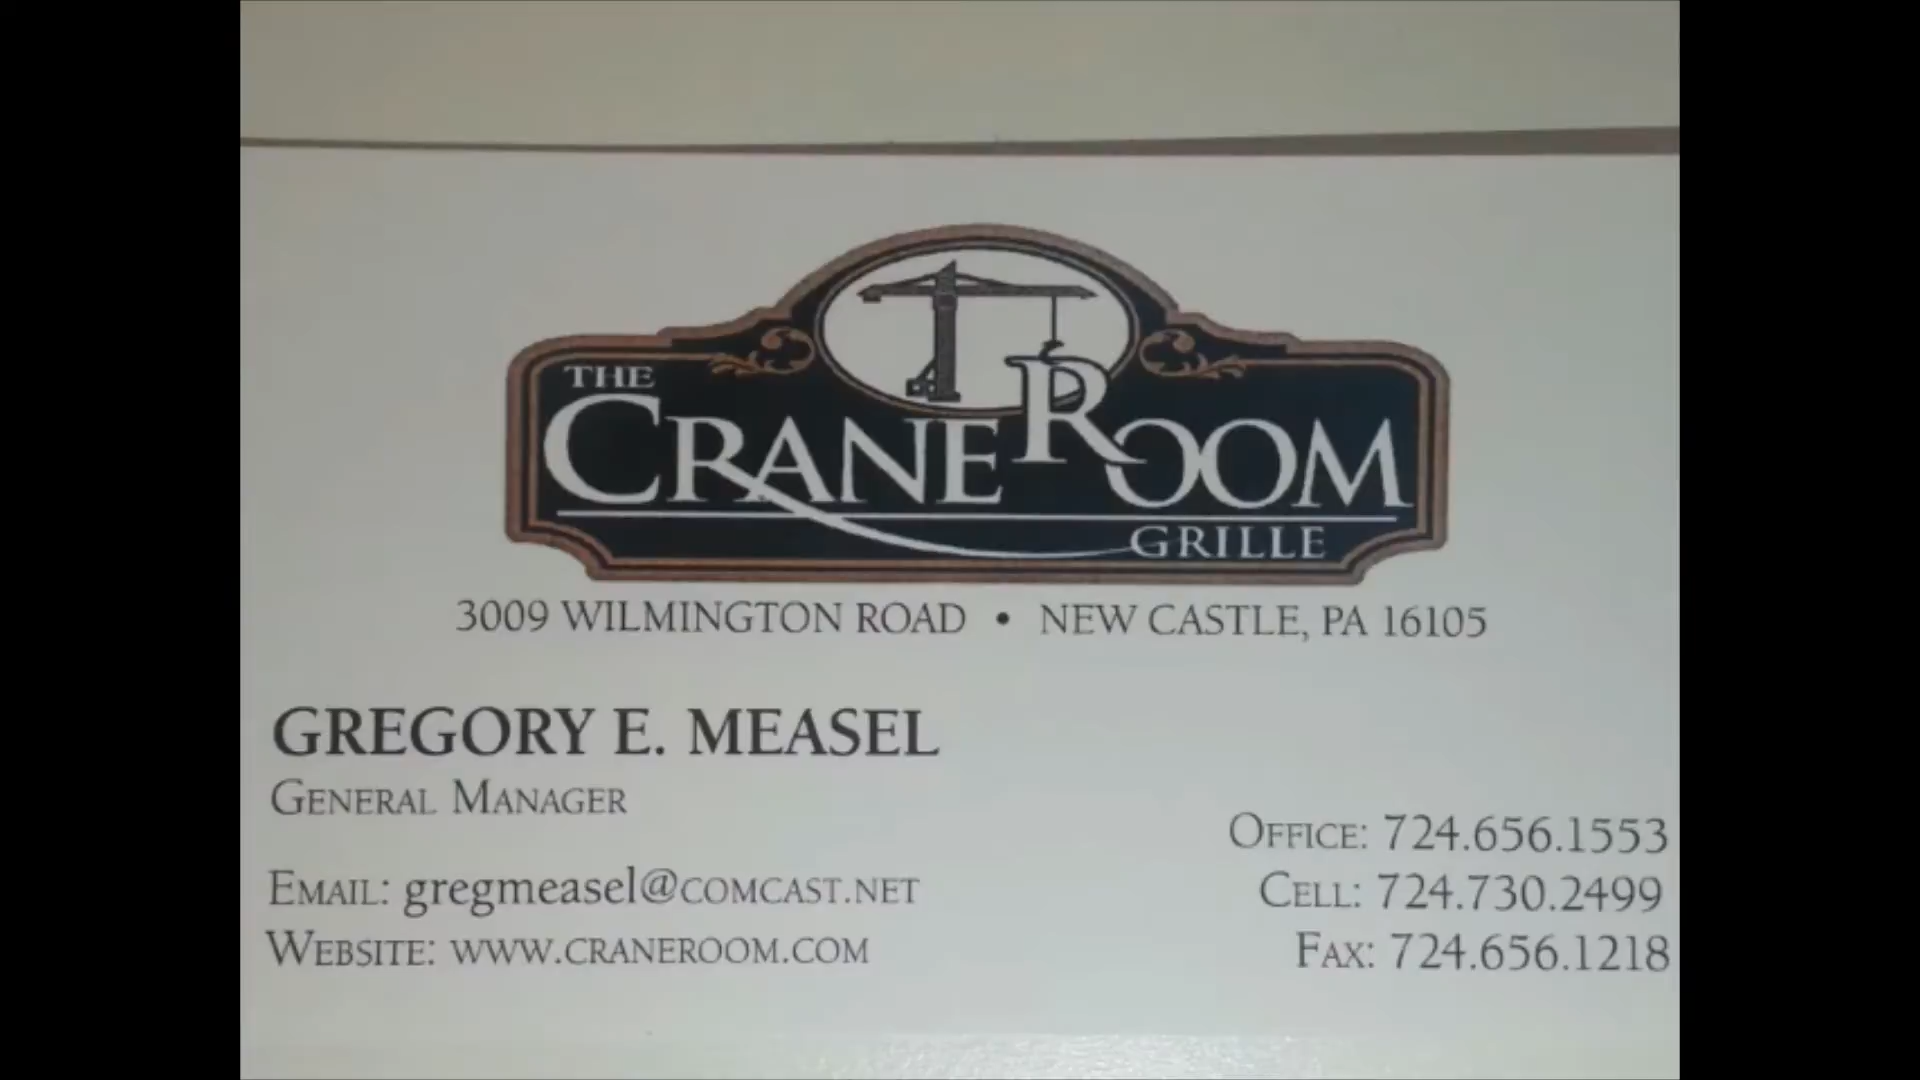 THE
CRANE ROOM
GRILLE
3009 WILMINGTON ROAD • NEW CASTLE, PA 16105
GREGORY E. MEASEL
GENERAL MANAGER
OFFICE: 724.656.1553
EMAIL: gregmeasel@COMCAST.NET
CELL: 724.730.2499
WEBSITE: WWW.CRANEROOM.COM
FAX: 724.656.1218